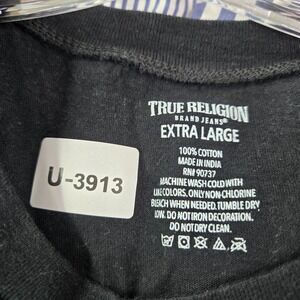 TRUE RELIGION
BRAND JEANS®
EXTRA LARGE
100% COTTON
MADE IN INDIA
RN# 90737
MACHINE WASH COLD WITH
LIKE COLORS. ONLY NON-CHLORINE
BLEACH WHEN NEEDED. TUMBLE DRY
LOW. DO NOT IRON DECORATION.
DO NOT DRY CLEAN.
U-3913